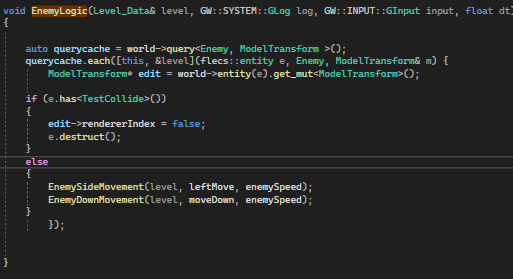 void EnemyLogic(Level_Data& level, GW::SYSTEM::GLog log, GW::INPUT::GInput input, float dt)
{
auto querycache = world->query<Enemy, ModelTransform >();
querycache.each([this, &level](flecs::entity e, Enemy, ModelTransform& m) {
ModelTransform* edit = world->entity(e).get_mut<ModelTransform>();
if (e.has<TestCollide>())
{
edit->rendererIndex = false;
e.destruct();
}
else
{
EnemySideMovement(level, leftMove, enemySpeed);
EnemyDownMovement(level, moveDown, enemySpeed);
}
});
}